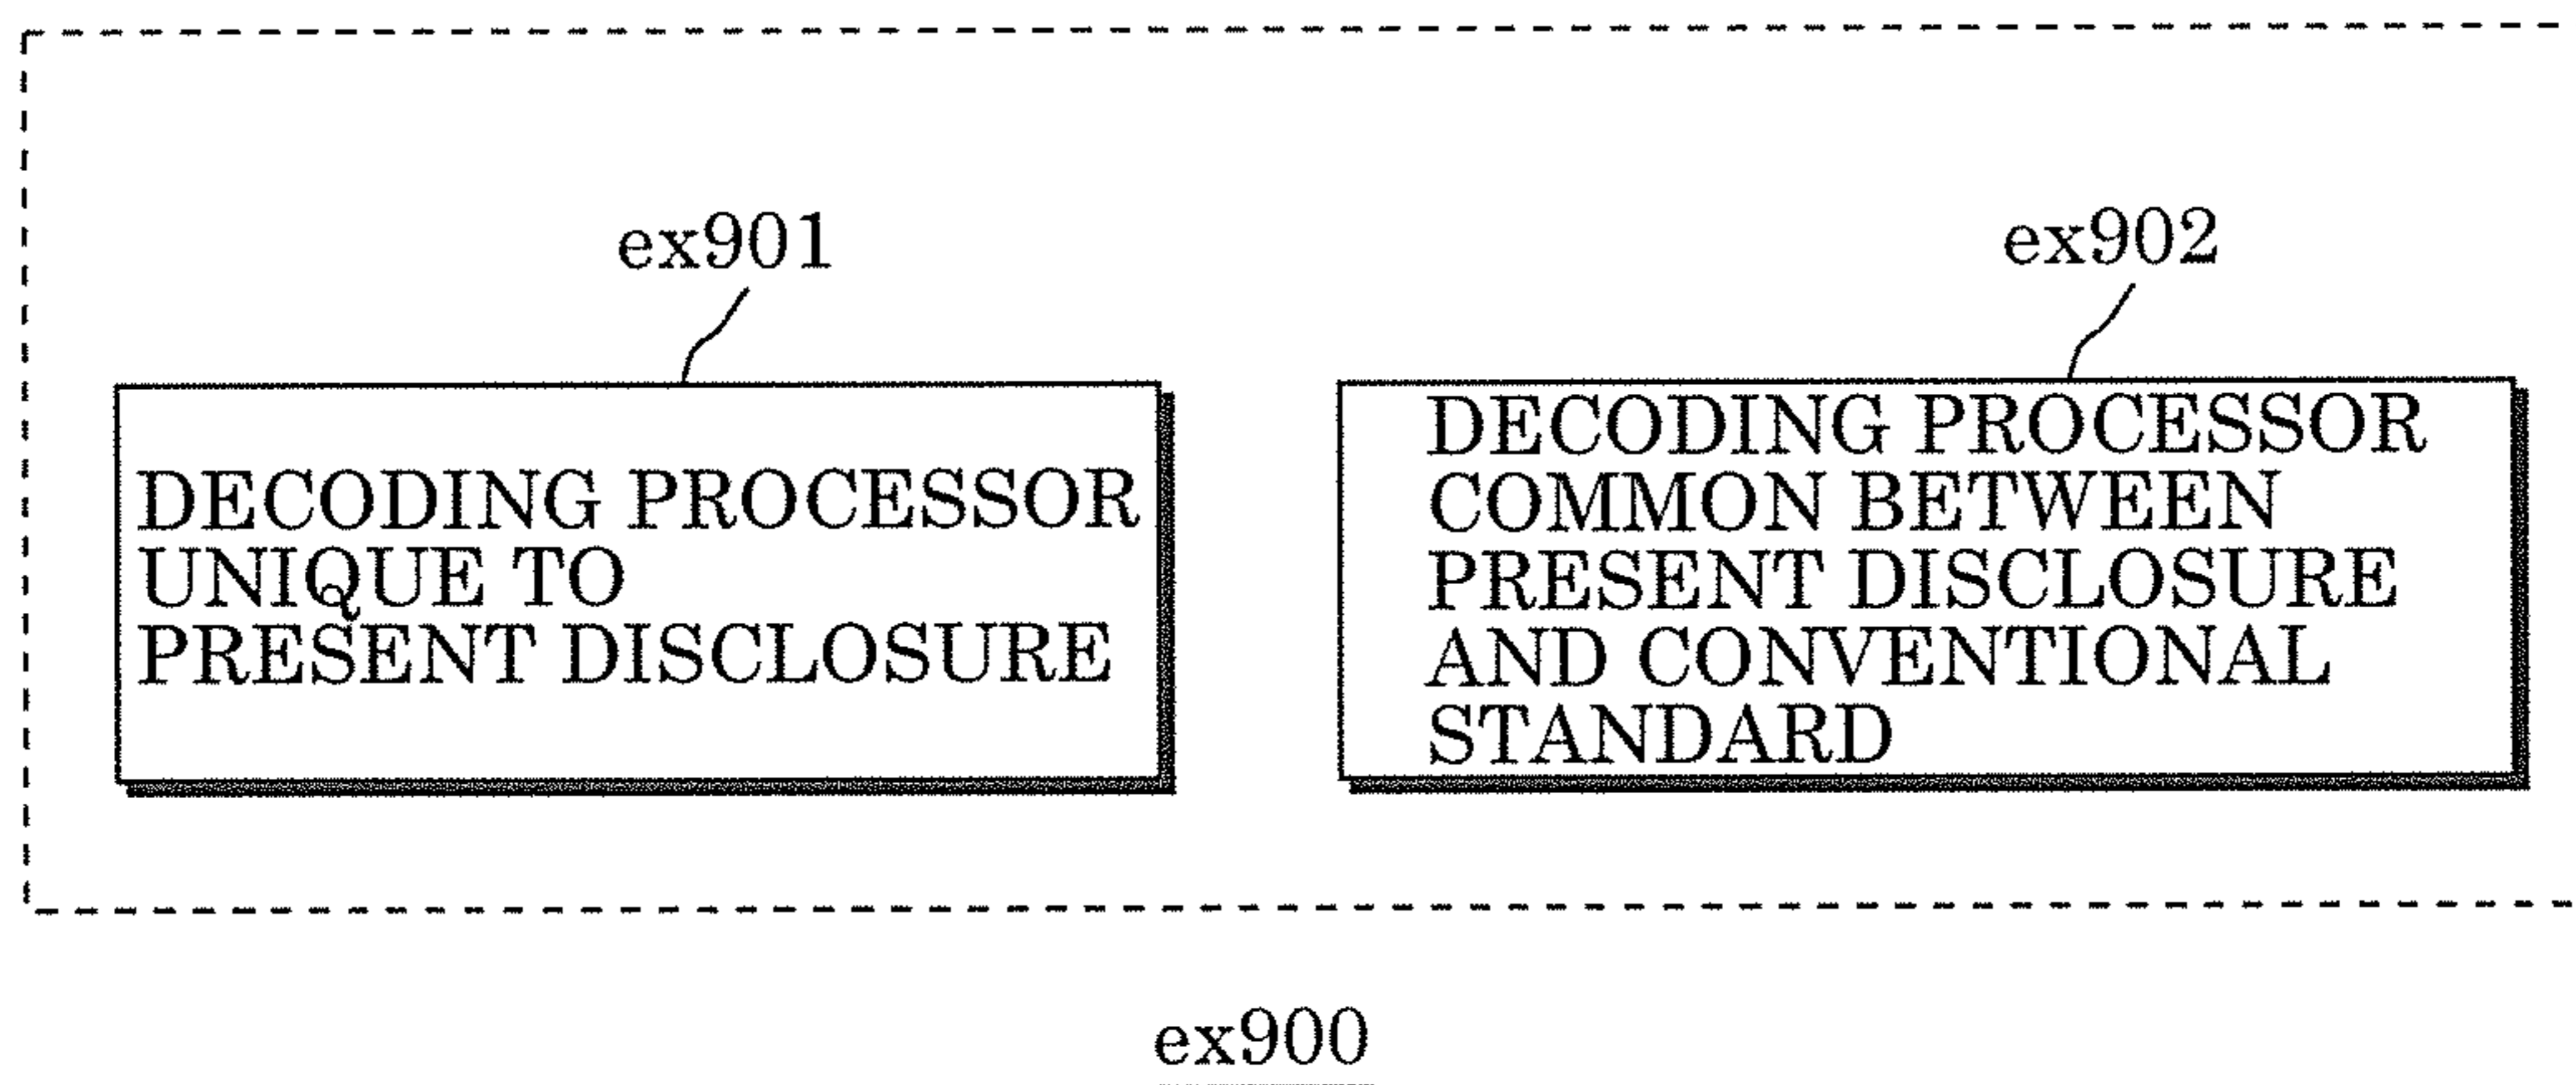 ex901
ex902
DECODING PROCESSOR
UNIQUE TO
PRESENT DISCLOSURE
DECODING PROCESSOR
COMMON BETWEEN
PRESENT DISCLOSURE
AND CONVENTIONAL
STANDARD
ex900